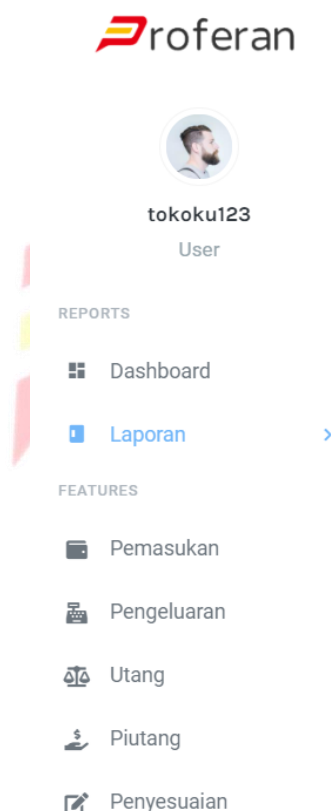 Proferan
tokoku123
User
REPORTS
Dashboard
Laporan
FEATURES
Pemasukan
Pengeluaran
Utang
Piutang
Penyesuaian